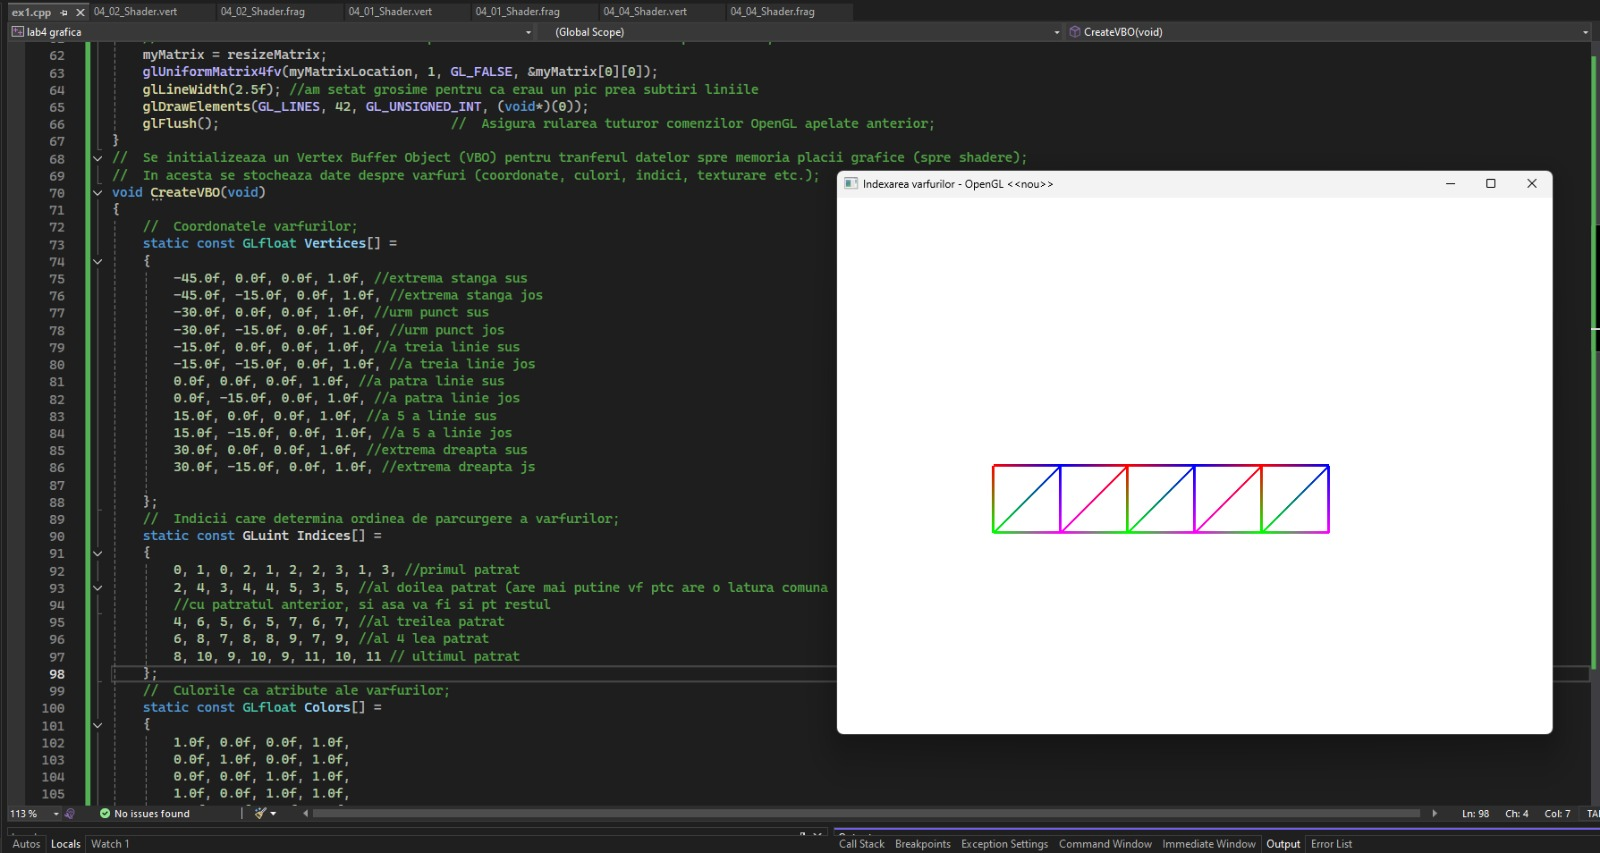 ex1.cpp 04_02_Shader.vert 04_02_Shader.frag 04_01_Shader.vert 04_01_Shader.frag 04_04_Shader.vert 04_04_Shader.frag
lab4 grafica (Global Scope) CreateVBO(void)
62 myMatrix = resizeMatrix;
63 glUniformMatrix4fv(myMatrixLocation, 1, GL_FALSE, &myMatrix[0][0]);
64 glLineWidth(2.5f); //am setat grosime pentru ca erau un pic prea subtiri liniile
65 glDrawElements(GL_LINES, 42, GL_UNSIGNED_INT, (void*)(0));
66 glFlush(); // Asigura rularea tuturor comenzilor OpenGL apelate anterior;
67 }
68 // Se initializeaza un Vertex Buffer Object (VBO) pentru tranferul datelor spre memoria placii grafice (spre shadere);
69 // In acesta se stocheaza date despre varfuri (coordonate, culori, indici, texturare etc.);
70 void CreateVBO(void)
71 {
72 // Coordonatele varfurilor;
73 static const GLfloat Vertices[] =
74 {
75 -45.0f, 0.0f, 0.0f, 1.0f, //extrema stanga sus
76 -45.0f, -15.0f, 0.0f, 1.0f, //extrema stanga jos
77 -30.0f, 0.0f, 0.0f, 1.0f, //urm punct sus
78 -30.0f, -15.0f, 0.0f, 1.0f, //urm punct jos
79 -15.0f, 0.0f, 0.0f, 1.0f, //a treia linie sus
80 -15.0f, -15.0f, 0.0f, 1.0f, //a treia linie jos
81 0.0f, 0.0f, 0.0f, 1.0f, //a patra linie sus
82 0.0f, -15.0f, 0.0f, 1.0f, //a patra linie jos
83 15.0f, 0.0f, 0.0f, 1.0f, //a 5 a linie sus
84 15.0f, -15.0f, 0.0f, 1.0f, //a 5 a linie jos
85 30.0f, 0.0f, 0.0f, 1.0f, //extrema dreapta sus
86 30.0f, -15.0f, 0.0f, 1.0f, //extrema dreapta js
87
88 };
89 // Indicii care determina ordinea de parcurgere a varfurilor;
90 static const GLuint Indices[] =
91 {
92 0, 1, 0, 2, 1, 2, 2, 3, 1, 3, //primul patrat
93 2, 4, 3, 4, 4, 5, 3, 5, //al doilea patrat (are mai putine vf ptc are o latura comuna
94 //cu patratul anterior, si asa va fi si pt restul
95 4, 6, 5, 6, 5, 7, 6, 7, //al treilea patrat
96 6, 8, 7, 8, 8, 9, 7, 9, //al 4 lea patrat
97 8, 10, 9, 10, 9, 11, 10, 11 // ultimul patrat
98 };
99 // Culorile ca atribute ale varfurilor;
100 static const GLfloat Colors[] =
101 {
102 1.0f, 0.0f, 0.0f, 1.0f,
103 0.0f, 1.0f, 0.0f, 1.0f,
104 0.0f, 0.0f, 1.0f, 1.0f,
105 1.0f, 0.0f, 1.0f, 1.0f,
Indexarea varfurilor - OpenGL <<nou>>
113 % No issues found Ln: 98 Ch: 4 Col: 7
Autos Locals Watch 1 Call Stack Breakpoints Exception Settings Command Window Immediate Window Output Error List